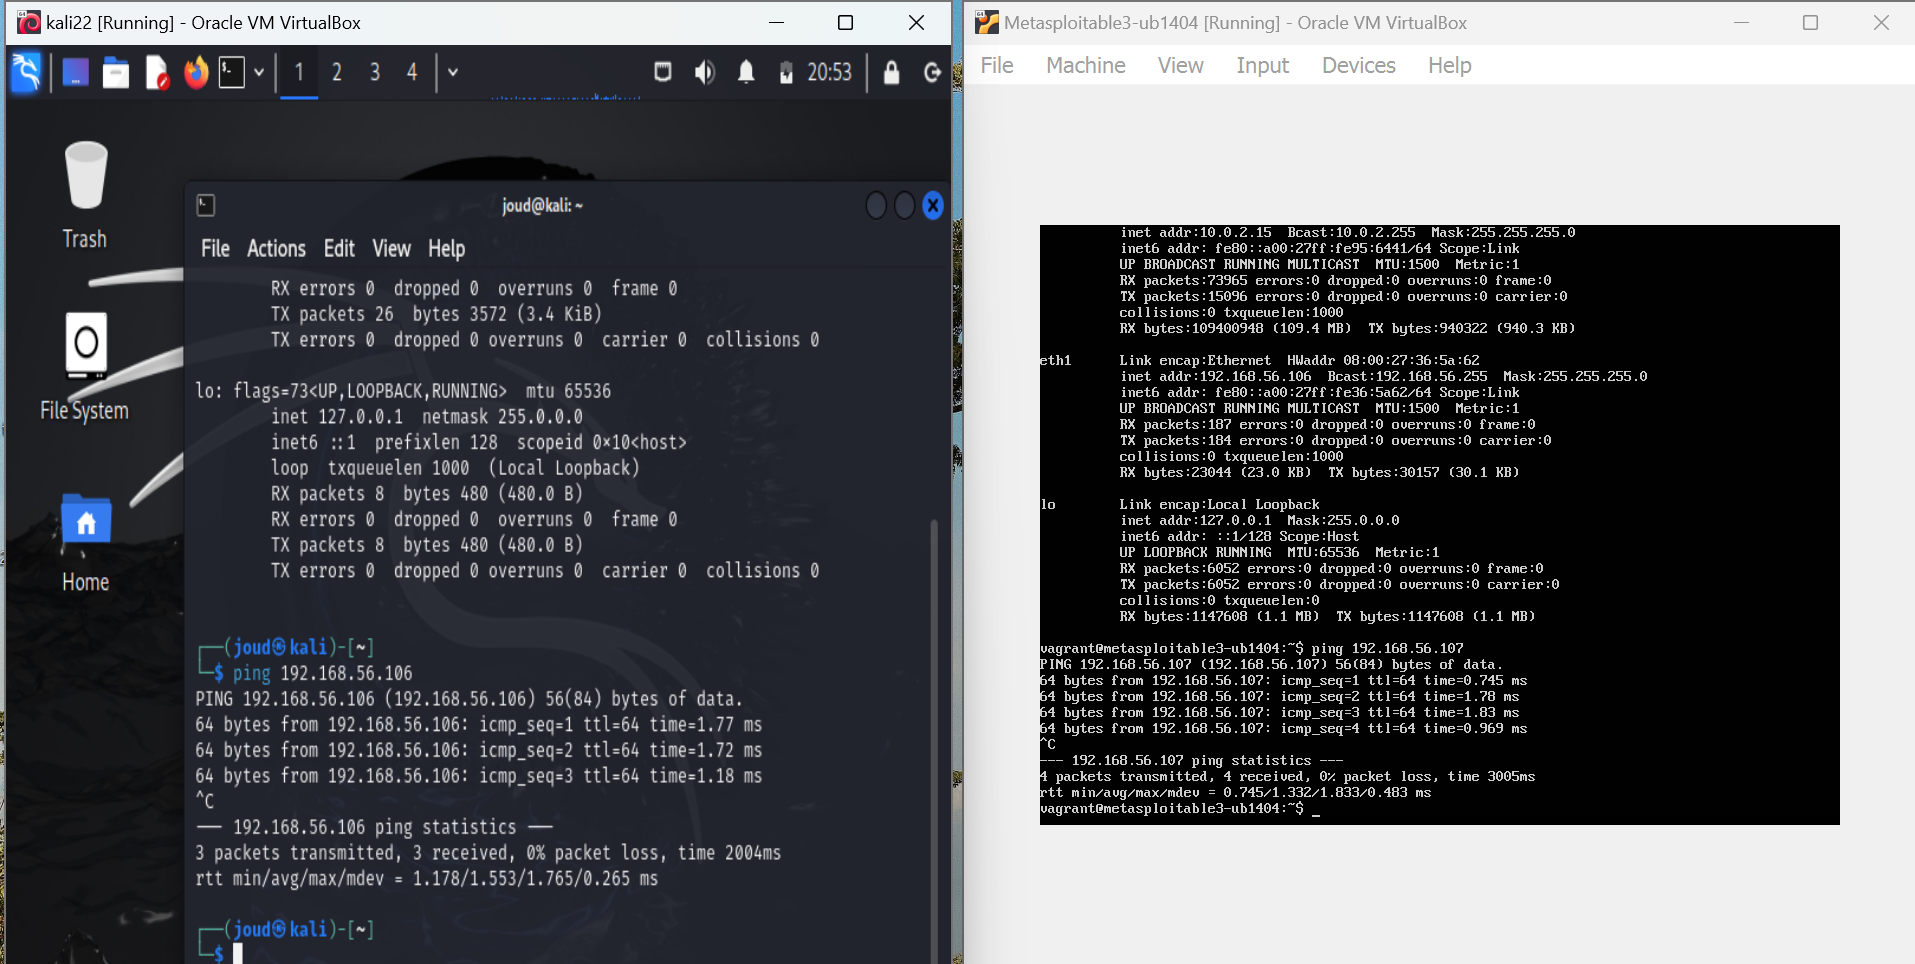 kali22 [Running] - Oracle VM VirtualBox
1 2 3 4 20:53
Trash
File System
Home
joud@kali: ~
File Actions Edit View Help
RX errors 0 dropped 0 overruns 0 frame 0
TX packets 26 bytes 3572 (3.4 KiB)
TX errors 0 dropped 0 overruns 0 carrier 0 collisions 0
lo: flags=73<UP,LOOPBACK,RUNNING> mtu 65536
inet 127.0.0.1 netmask 255.0.0.0
inet6 ::1 prefixlen 128 scopeid 0×10<host>
loop txqueuelen 1000 (Local Loopback)
RX packets 8 bytes 480 (480.0 B)
RX errors 0 dropped 0 overruns 0 frame 0
TX packets 8 bytes 480 (480.0 B)
TX errors 0 dropped 0 overruns 0 carrier 0 collisions 0
┌──(joud㉿kali)-[~]
└─$ ping 192.168.56.106
PING 192.168.56.106 (192.168.56.106) 56(84) bytes of data.
64 bytes from 192.168.56.106: icmp_seq=1 ttl=64 time=1.77 ms
64 bytes from 192.168.56.106: icmp_seq=2 ttl=64 time=1.72 ms
64 bytes from 192.168.56.106: icmp_seq=3 ttl=64 time=1.18 ms
^C
--- 192.168.56.106 ping statistics ---
3 packets transmitted, 3 received, 0% packet loss, time 2004ms
rtt min/avg/max/mdev = 1.178/1.553/1.765/0.265 ms
┌──(joud㉿kali)-[~]
└─$
Metasploitable3-ub1404 [Running] - Oracle VM VirtualBox
File Machine View Input Devices Help
inet addr:10.0.2.15 Bcast:10.0.2.255 Mask:255.255.255.0
inet6 addr: fe80::a00:27ff:fe95:6441/64 Scope:Link
UP BROADCAST RUNNING MULTICAST MTU:1500 Metric:1
RX packets:73965 errors:0 dropped:0 overruns:0 frame:0
TX packets:15096 errors:0 dropped:0 overruns:0 carrier:0
collisions:0 txqueuelen:1000
RX bytes:109400948 (109.4 MB) TX bytes:940322 (940.3 KB)
eth1 Link encap:Ethernet HWaddr 08:00:27:36:5a:62
inet addr:192.168.56.106 Bcast:192.168.56.255 Mask:255.255.255.0
inet6 addr: fe80::a00:27ff:fe36:5a62/64 Scope:Link
UP BROADCAST RUNNING MULTICAST MTU:1500 Metric:1
RX packets:187 errors:0 dropped:0 overruns:0 frame:0
TX packets:184 errors:0 dropped:0 overruns:0 carrier:0
collisions:0 txqueuelen:1000
RX bytes:23044 (23.0 KB) TX bytes:30157 (30.1 KB)
lo Link encap:Local Loopback
inet addr:127.0.0.1 Mask:255.0.0.0
inet6 addr: ::1/128 Scope:Host
UP LOOPBACK RUNNING MTU:65536 Metric:1
RX packets:6052 errors:0 dropped:0 overruns:0 frame:0
TX packets:6052 errors:0 dropped:0 overruns:0 carrier:0
collisions:0 txqueuelen:0
RX bytes:1147608 (1.1 MB) TX bytes:1147608 (1.1 MB)
vagrant@metasploitable3-ub1404:~$ ping 192.168.56.107
PING 192.168.56.107 (192.168.56.107) 56(84) bytes of data.
64 bytes from 192.168.56.107: icmp_seq=1 ttl=64 time=0.745 ms
64 bytes from 192.168.56.107: icmp_seq=2 ttl=64 time=1.78 ms
64 bytes from 192.168.56.107: icmp_seq=3 ttl=64 time=1.83 ms
64 bytes from 192.168.56.107: icmp_seq=4 ttl=64 time=0.969 ms
^C
--- 192.168.56.107 ping statistics ---
4 packets transmitted, 4 received, 0% packet loss, time 3005ms
rtt min/avg/max/mdev = 0.745/1.332/1.833/0.483 ms
vagrant@metasploitable3-ub1404:~$ _